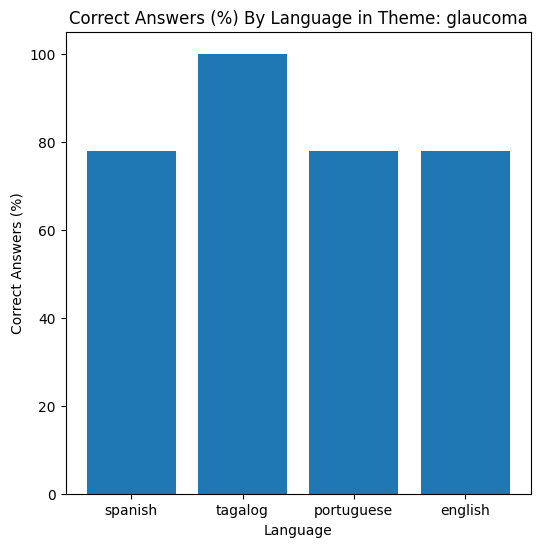 Correct Answers (%) By Language in Theme: glaucoma
Correct Answers (%)
100
80
60
40
20
0
spanish tagalog portuguese english
Language